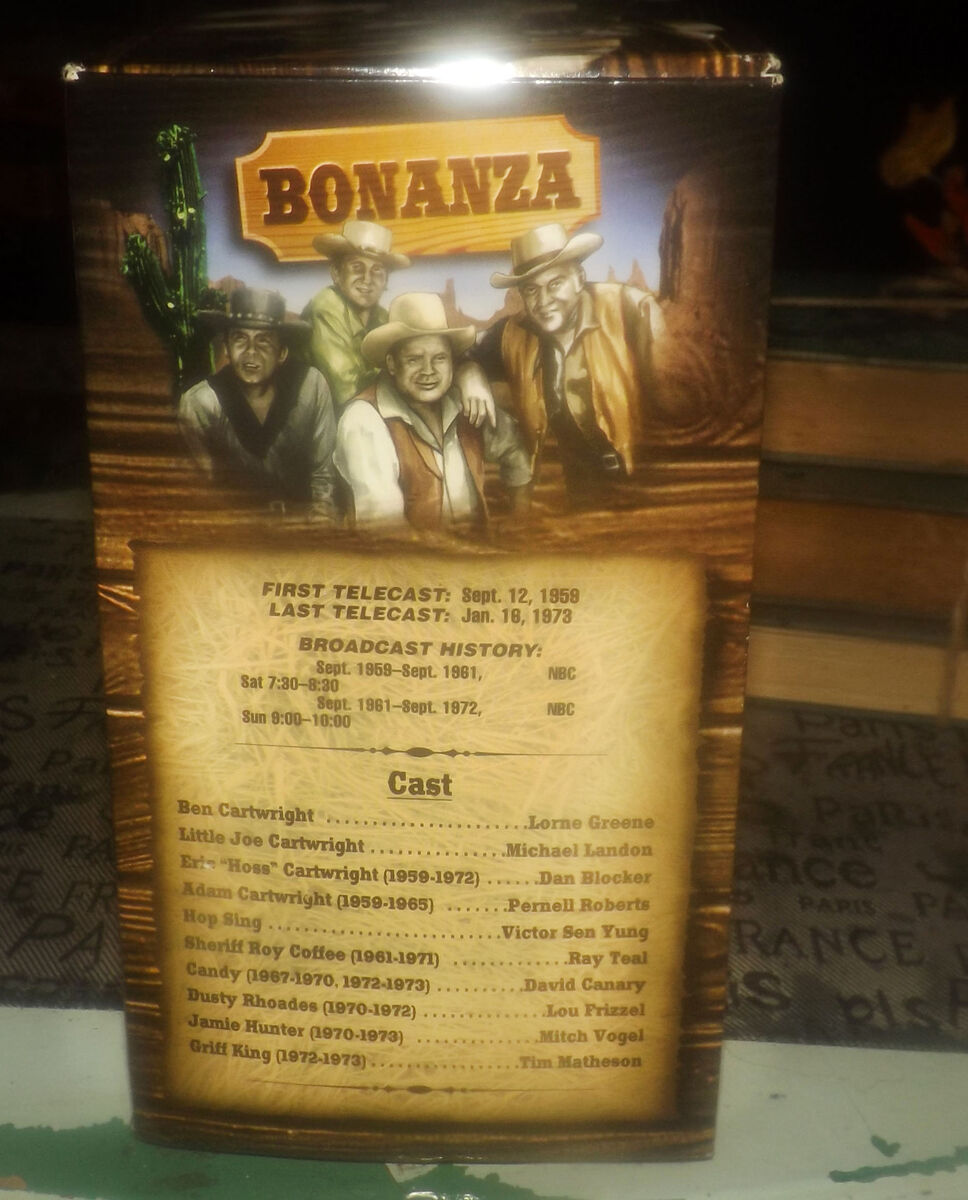 BONANZA
FIRST TELECAST: Sept. 12, 1959
LAST TELECAST: Jan. 16, 1973
BROADCAST HISTORY:
Sept. 1959–Sept. 1961, NBC
Sat 7:30–8:30
Sept. 1961–Sept. 1972, NBC
Sun 9:00–10:00
Cast
Ben Cartwright ........................Lorne Greene
Little Joe Cartwright ................Michael Landon
Eric "Hoss" Cartwright (1959-1972) ......Dan Blocker
Adam Cartwright (1959-1965) .......Pernell Roberts
Hop Sing ............................Victor Sen Yung
Sheriff Roy Coffee (1961-1971) ............Ray Teal
Candy (1967-1970, 1972-1973) ..........David Canary
Dusty Rhoades (1970-1972) ..............Lou Frizzel
Jamie Hunter (1970-1973) ..............Mitch Vogel
Griff King (1972-1973) .................Tim Matheson
Paris
FRANCE
PARIS
RANCE